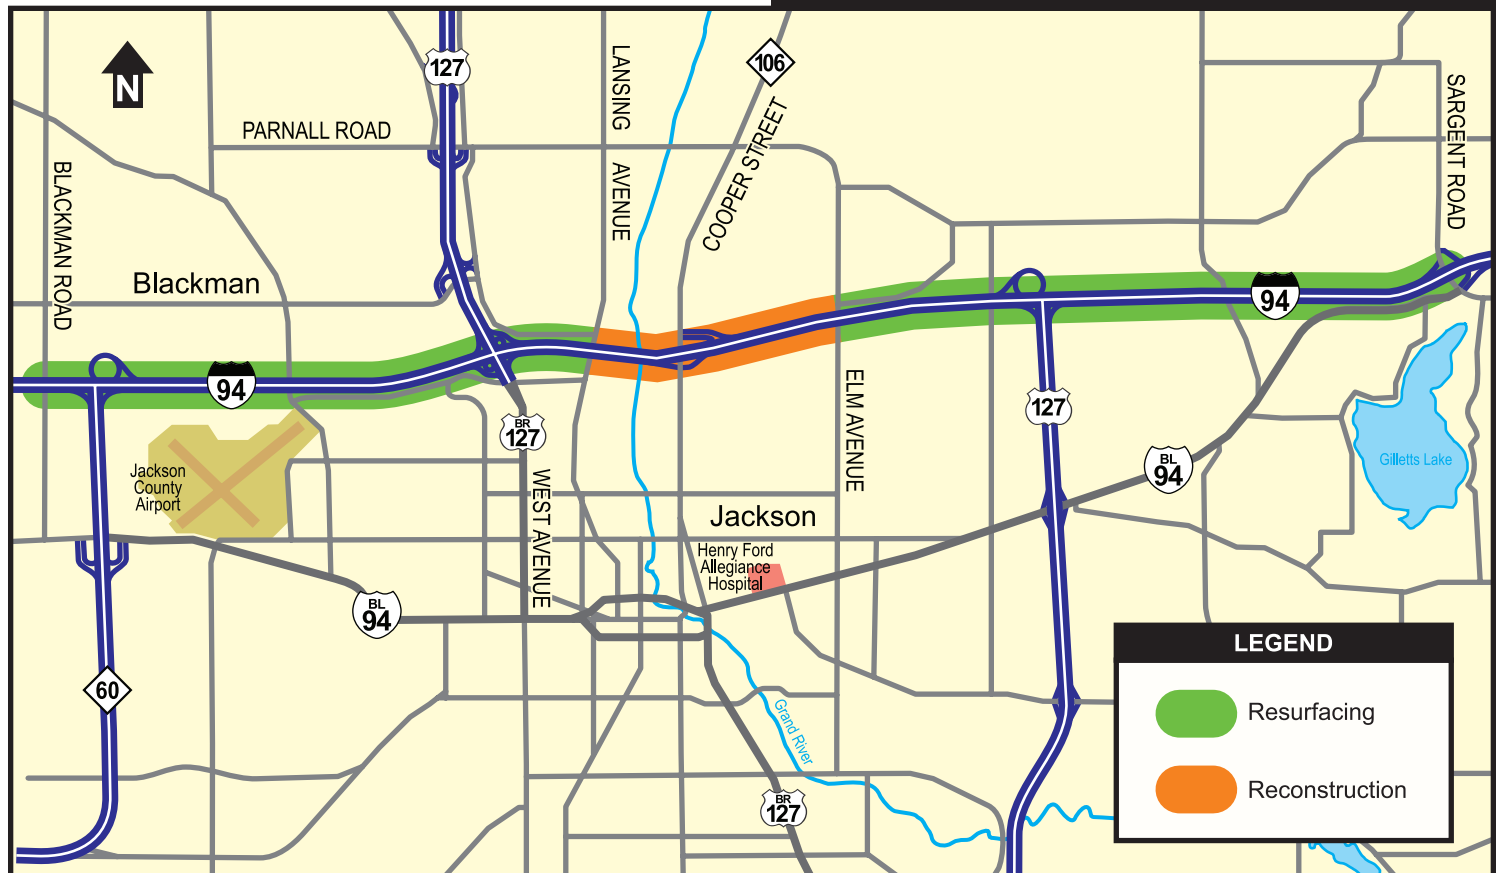 N
127
LANSING
AVENUE
106
COOPER STREET
SARGENT ROAD
PARNALL ROAD
BLACKMAN ROAD
Blackman
94
94
ELM AVENUE
127
BR
127
BL
94
Gilletts Lake
Jackson
County
Airport
WEST AVENUE
Jackson
Henry Ford
Allegiance
Hospital
BL
94
60
Grand River
BR
127
LEGEND
Resurfacing
Reconstruction